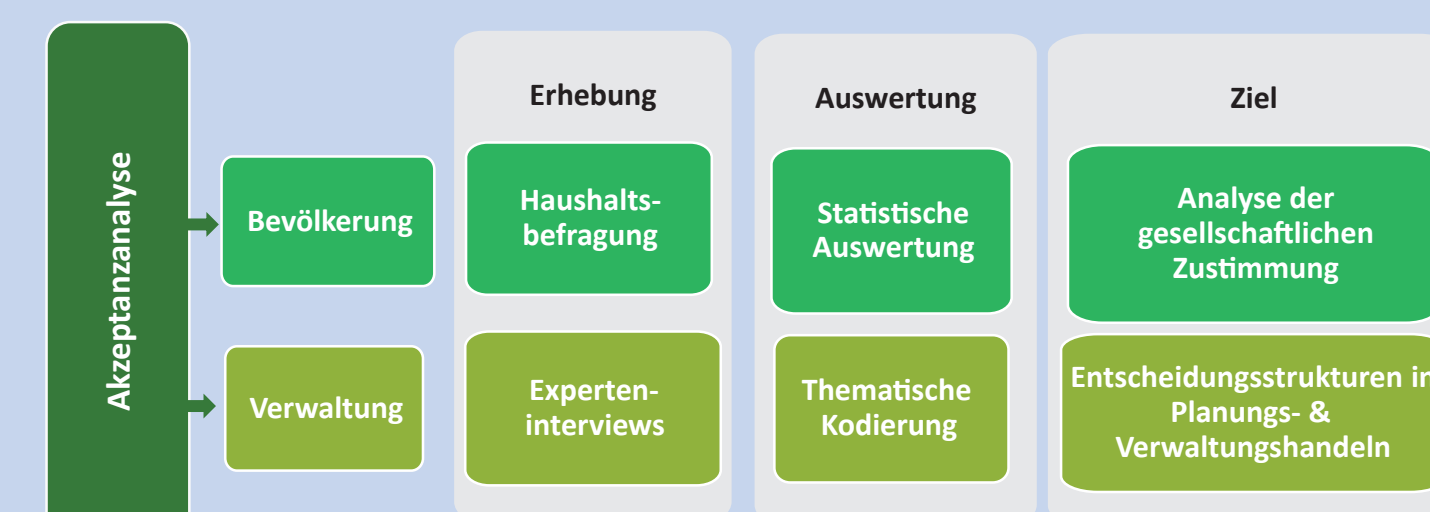 Akzeptanzanalyse
Erhebung
Auswertung
Ziel
Bevölkerung
Haushalts-
befragung
Statistische
Auswertung
Analyse der
gesellschaftlichen
Zustimmung
Verwaltung
Experten-
interviews
Thematische
Kodierung
Entscheidungsstrukturen in
Planungs- &
Verwaltungshandeln